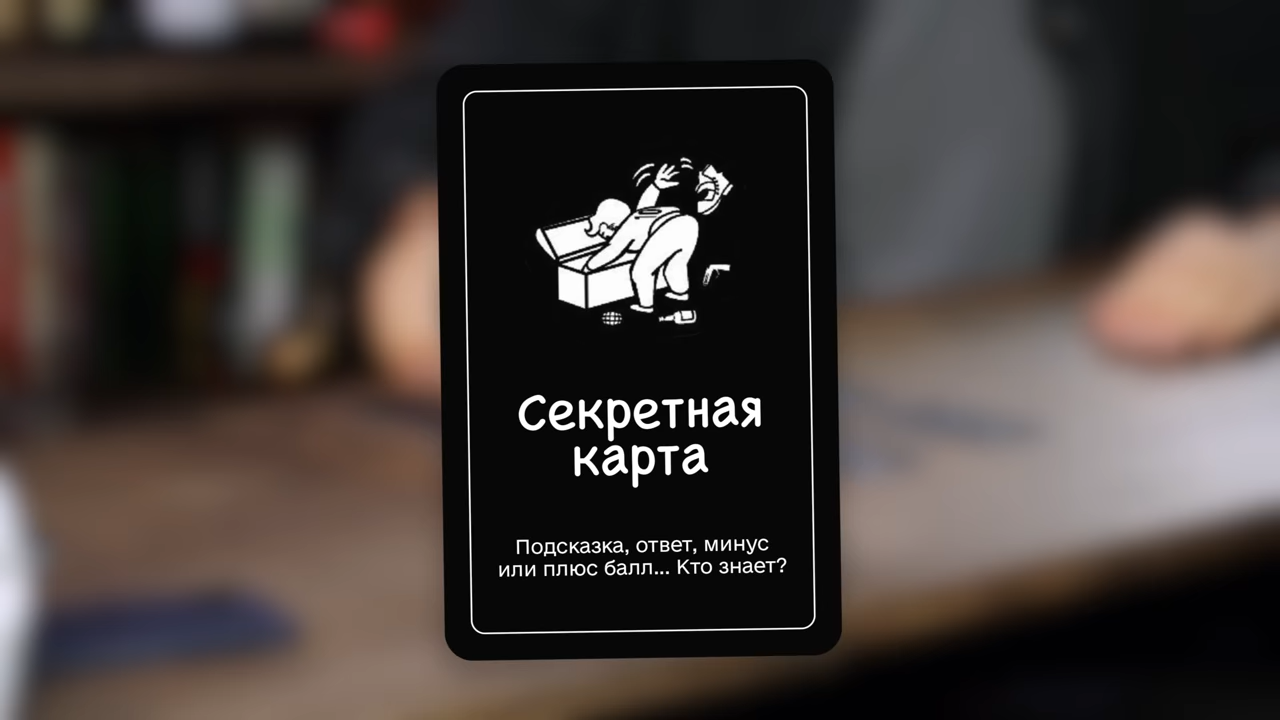 Секретная
карта
Подсказка, ответ, минус
или плюс балл... Кто знает?